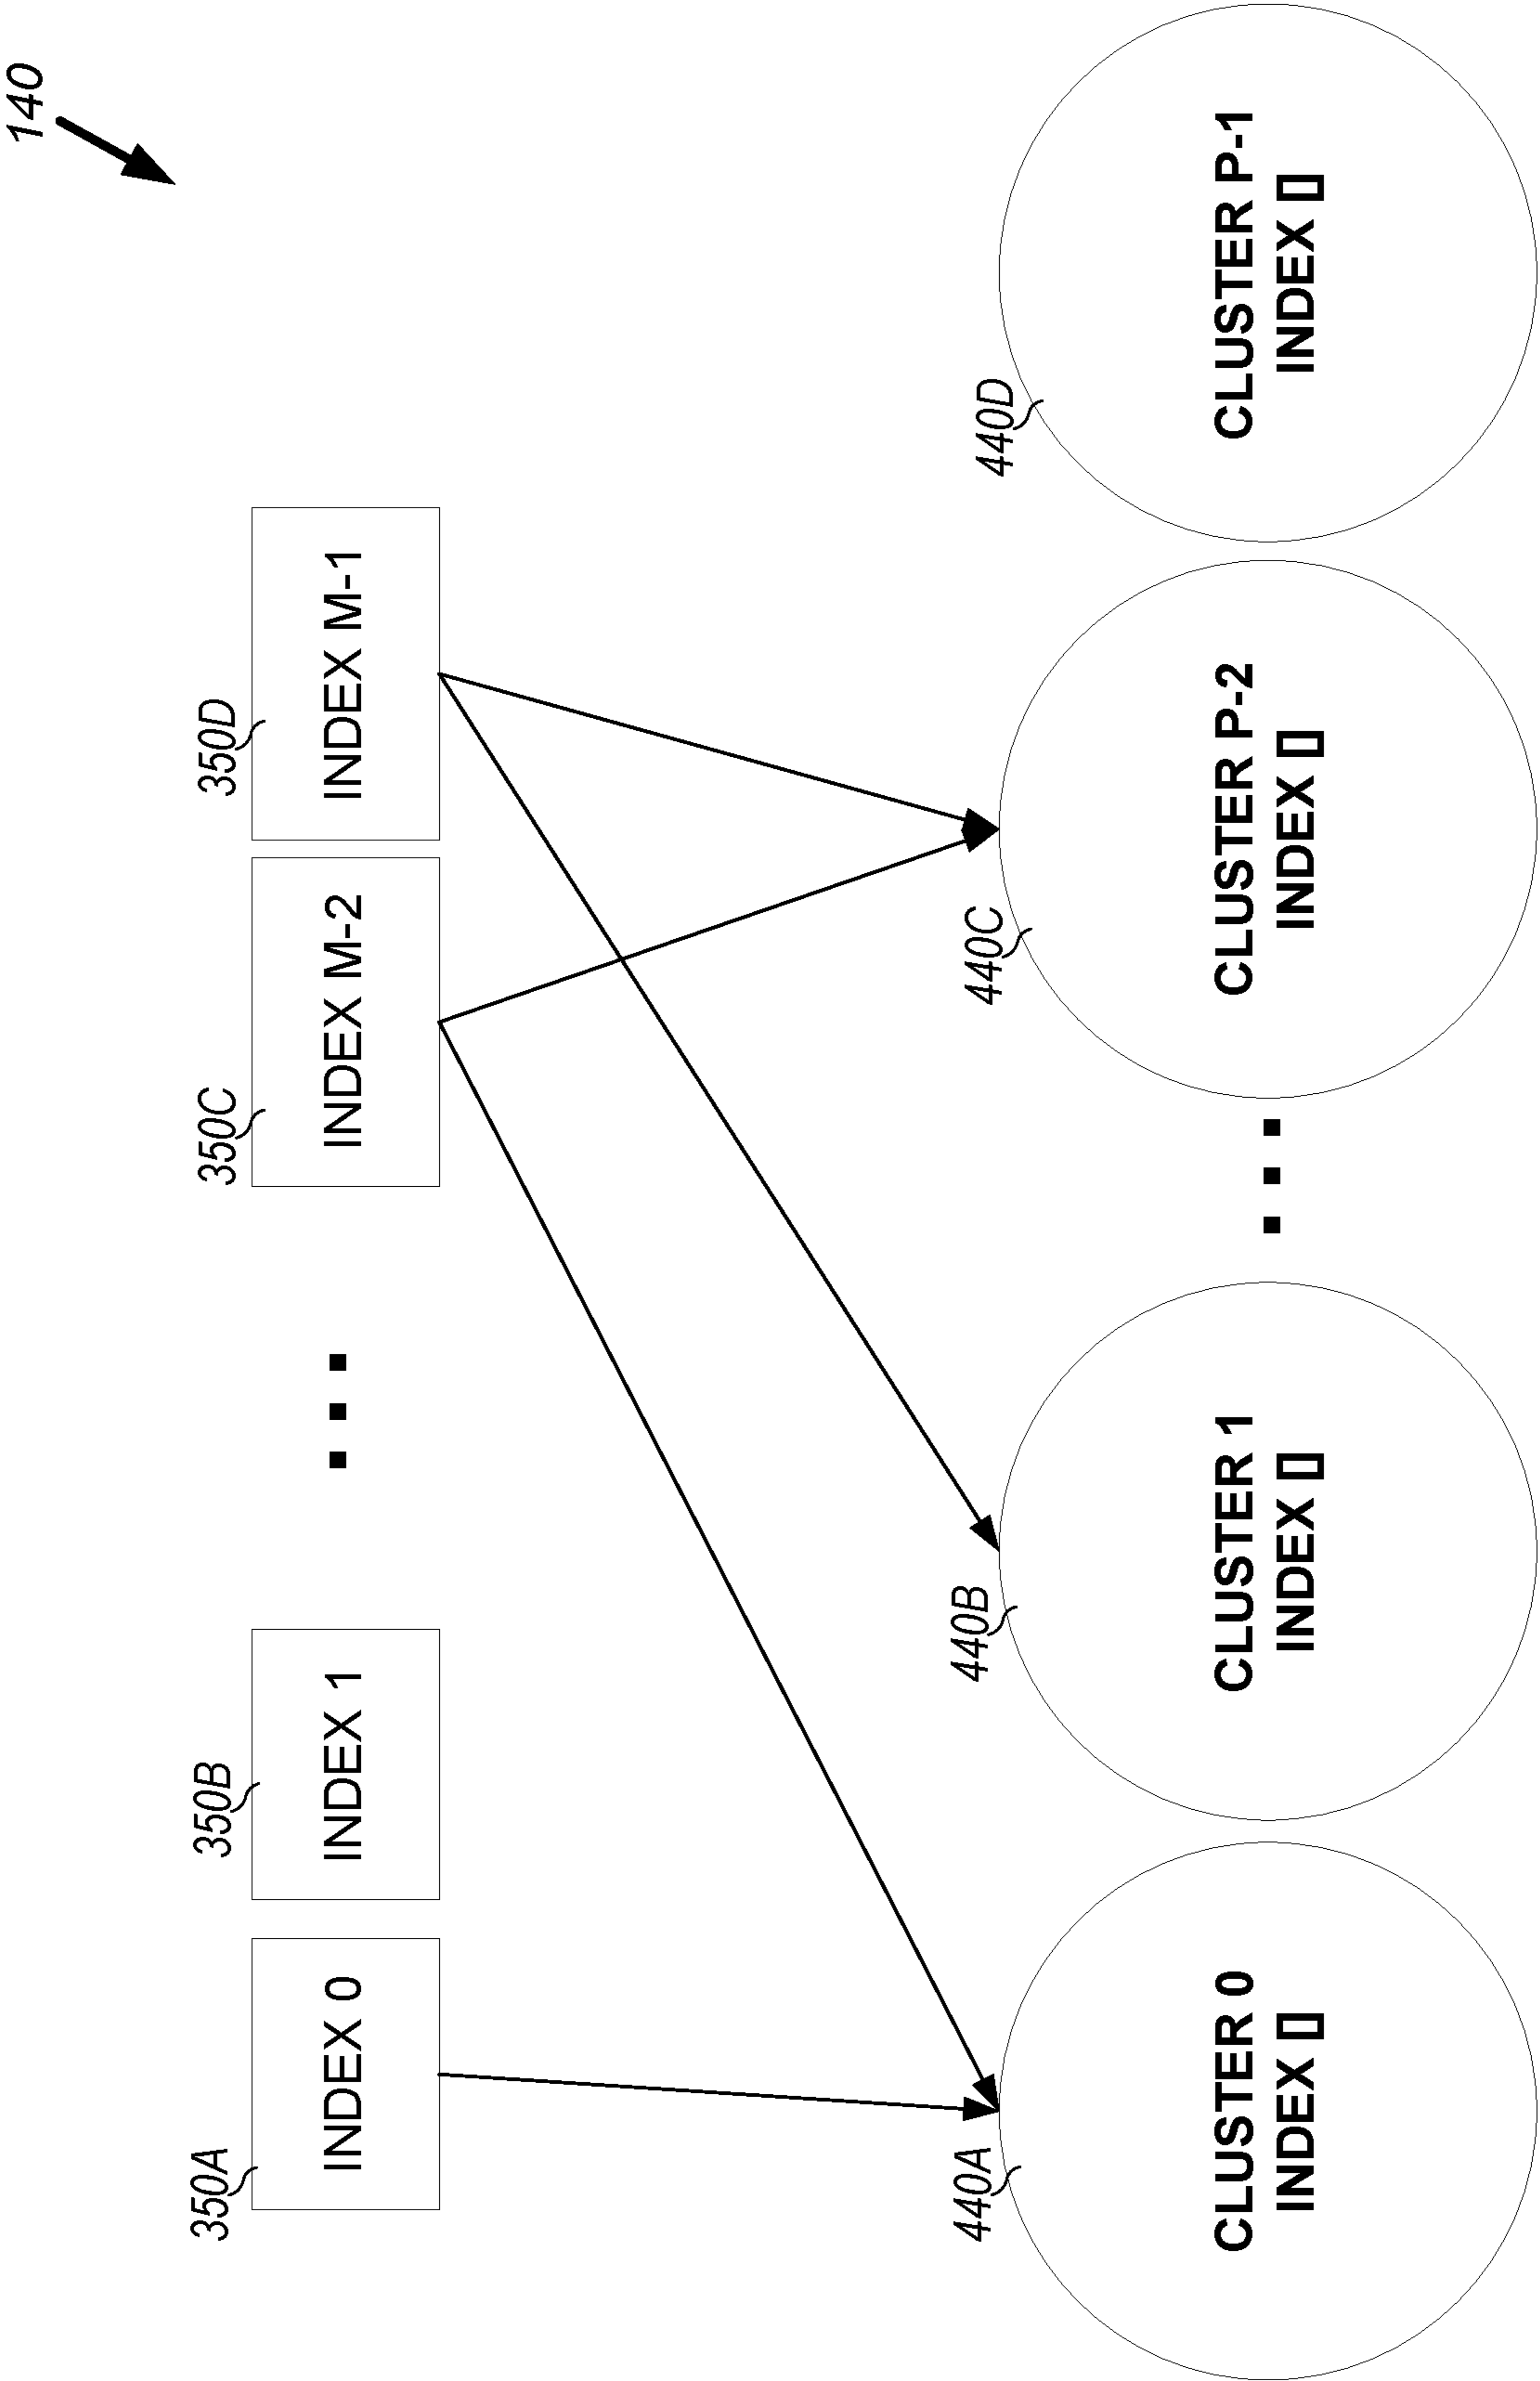 140
350A
350B
350C
350D
INDEX 0
INDEX 1
INDEX M-2
INDEX M-1
440A
440B
440C
440D
CLUSTER 0
INDEX []
CLUSTER 1
INDEX []
CLUSTER P-2
INDEX []
CLUSTER P-1
INDEX []